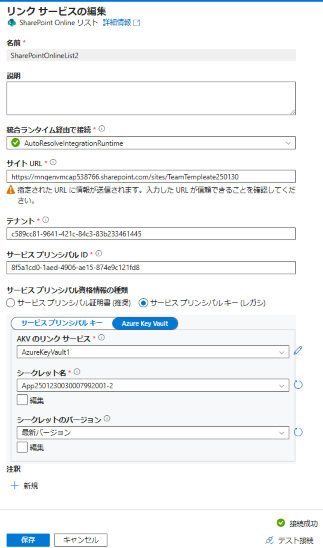 リンク サービスの編集
SharePoint Online リスト 詳細情報
名前 *
SharePointOnlineList2
説明
統合ランタイム経由で接続 *
AutoResolveIntegrationRuntime
サイト URL *
https://mngenvmcap538766.sharepoint.com/sites/TeamTempleate250130
指定された URL に情報が送信されます。入力した URL が信頼できることを確認してくだ
さい。
テナント *
c589cc81-9641-421c-84c3-83b233461445
サービス プリンシパル ID *
8f5a1cd0-1aed-4906-ae15-874e9c121fd8
サービス プリンシパル資格情報の種類
サービス プリンシパル証明書 (推奨) サービス プリンシパル キー (レガシ)
サービス プリンシパル キー Azure Key Vault
AKV のリンク サービス *
AzureKeyVault1
シークレット名 *
App2501230030007992001-2
編集
シークレットのバージョン
最新バージョン
編集
注釈
新規
接続成功
保存 キャンセル テスト接続